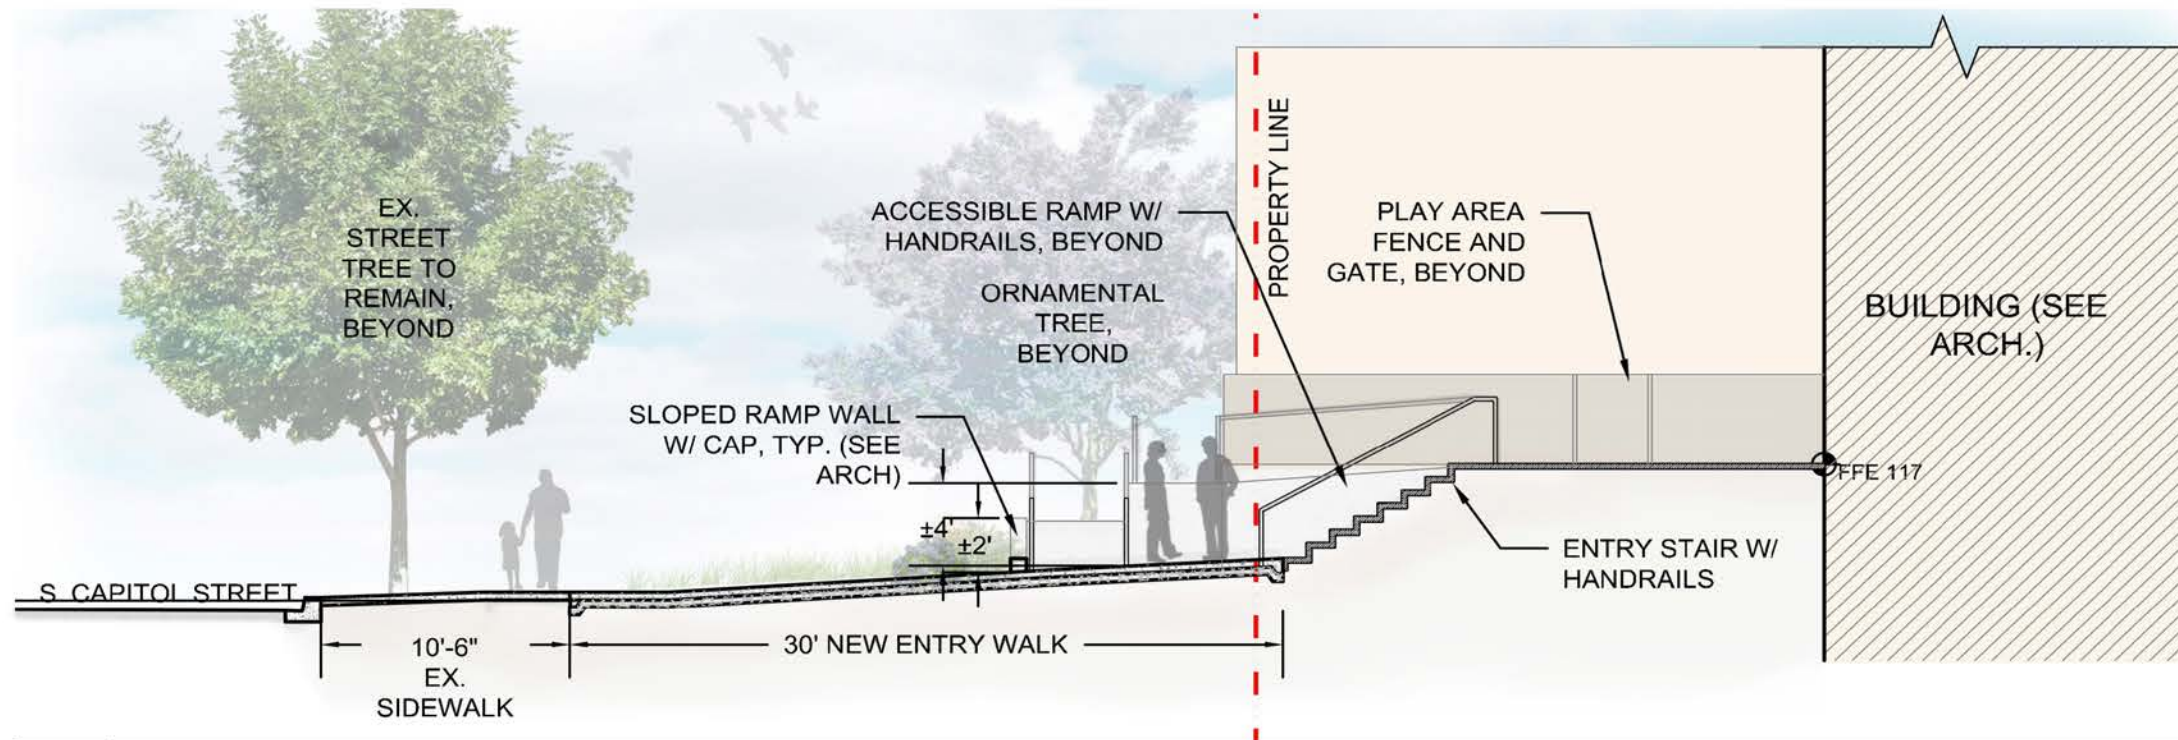 EX.
STREET
TREE TO
REMAIN,
BEYOND
ACCESSIBLE RAMP W/
HANDRAILS, BEYOND
ORNAMENTAL
TREE,
BEYOND
PROPERTY LINE
PLAY AREA
FENCE AND
GATE, BEYOND
BUILDING (SEE
ARCH.)
SLOPED RAMP WALL
W/ CAP, TYP. (SEE
ARCH)
±4'
±2'
FFE 117
ENTRY STAIR W/
HANDRAILS
S. CAPITOL STREET
10'-6"
EX.
SIDEWALK
30' NEW ENTRY WALK